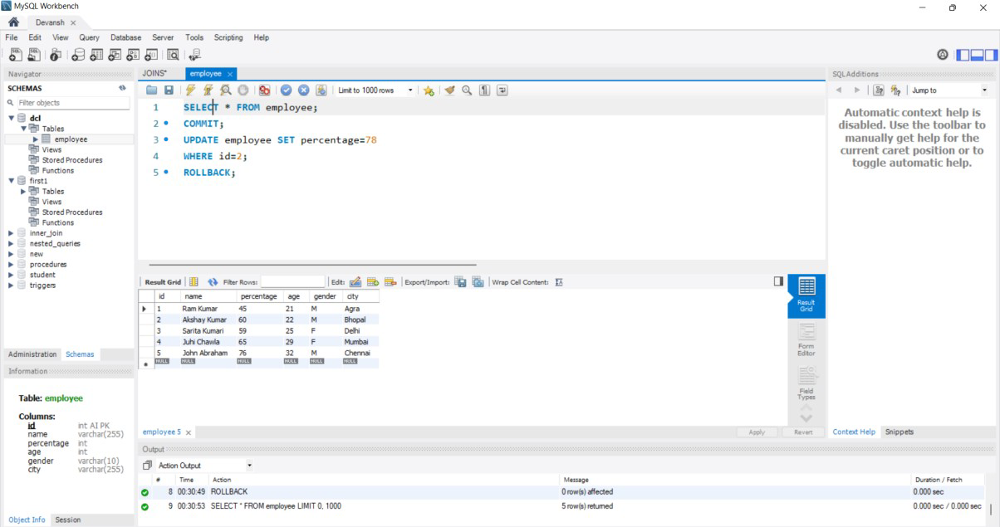 MySQL Workbench
Devansh
File Edit View Query Database Server Tools Scripting Help
Navigator
SCHEMAS
Filter objects
dcl
Tables
employee
Views
Stored Procedures
Functions
first1
Tables
Views
Stored Procedures
Functions
inner_join
nested_queries
new
procedures
student
triggers
Administration Schemas
Information
Table: employee
Columns:
id int AI PK
name varchar(255)
percentage int
age int
gender varchar(10)
city varchar(255)
Object Info Session
JOINS* employee
Limit to 1000 rows
1 SELECT * FROM employee;
2 COMMIT;
3 UPDATE employee SET percentage=78
4 WHERE id=2;
5 ROLLBACK;
Result Grid Filter Rows: Edit: Export/Import: Wrap Cell Content:
id name percentage age gender city
1 Ram Kumar 45 21 M Agra
2 Akshay Kumar 60 22 M Bhopal
3 Sarita Kumari 59 25 F Delhi
4 Juhi Chawla 65 29 F Mumbai
5 John Abraham 76 32 M Chennai
NULL NULL NULL NULL NULL NULL
Result
Grid
Form
Editor
Field
Types
employee 5 Apply Revert
Output
Action Output
# Time Action Message Duration / Fetch
8 00:30:49 ROLLBACK 0 row(s) affected 0.000 sec
9 00:30:53 SELECT * FROM employee LIMIT 0, 1000 5 row(s) returned 0.000 sec / 0.000 sec
SQLAdditions
Jump to
Automatic context help is
disabled. Use the toolbar to
manually get help for the
current caret position or to
toggle automatic help.
Context Help Snippets